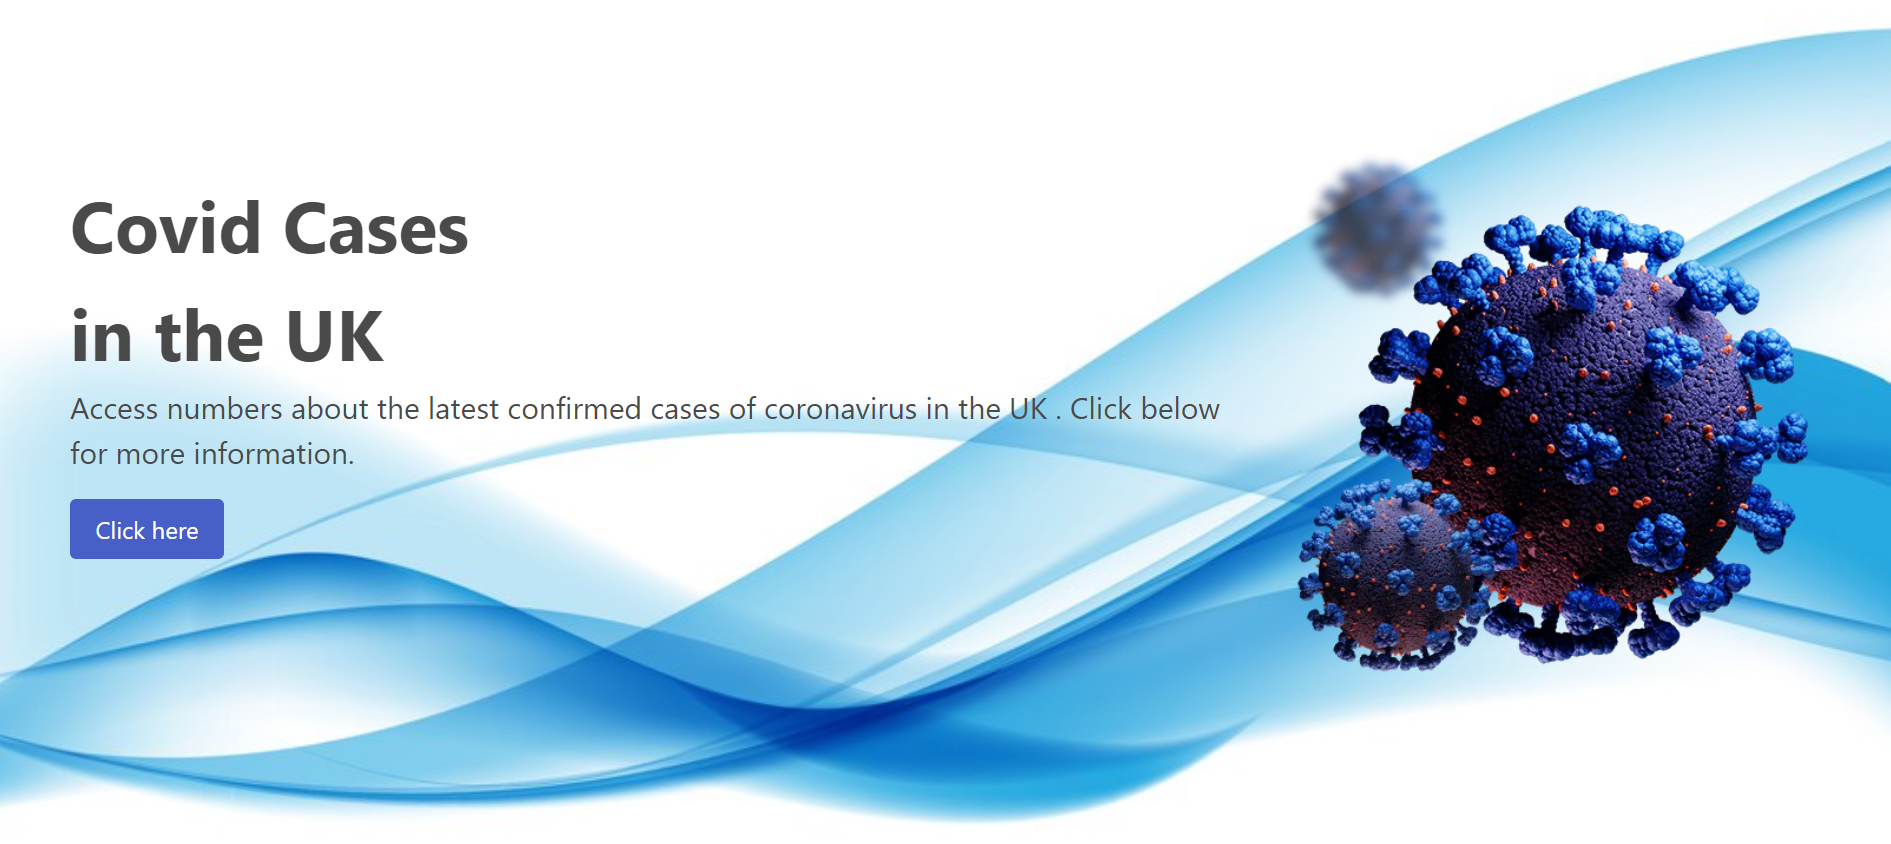 Covid Cases
in the UK
Access numbers about the latest confirmed cases of coronavirus in the UK . Click below
for more information.
Click here